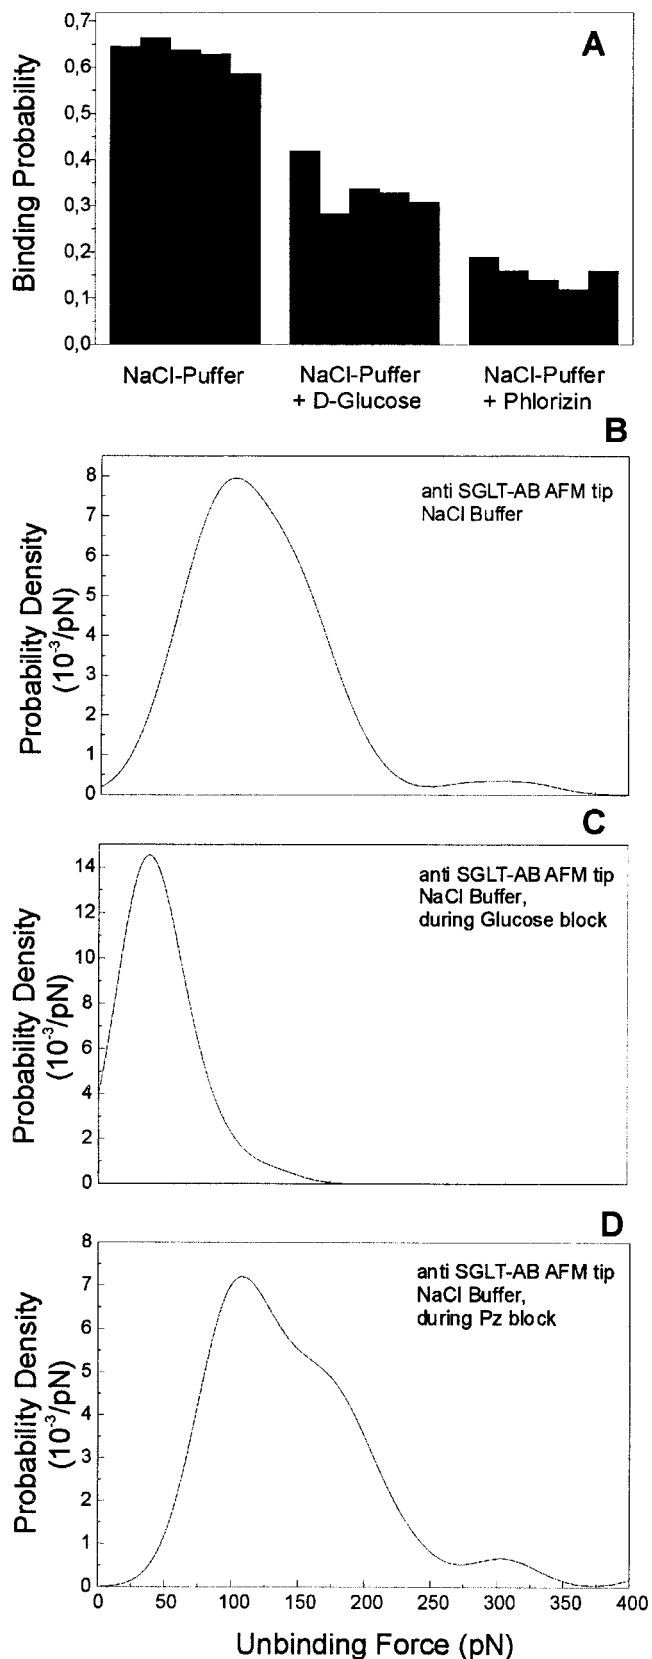 A
Binding Probability
0,7
0,6
0,5
0,4
0,3
0,2
0,1
0,0
NaCl-Puffer
NaCl-Puffer
+ D-Glucose
NaCl-Puffer
+ Phlorizin
B
anti SGLT-AB AFM tip
NaCl Buffer
Probability Density
(10⁻³/pN)
8
7
6
5
4
3
2
1
0
C
anti SGLT-AB AFM tip
NaCl Buffer,
during Glucose block
Probability Density
(10⁻³/pN)
14
12
10
8
6
4
2
0
D
anti SGLT-AB AFM tip
NaCl Buffer,
during Pz block
Probability Density
(10⁻³/pN)
8
7
6
5
4
3
2
1
0
0 50 100 150 200 250 300 350 400
Unbinding Force (pN)